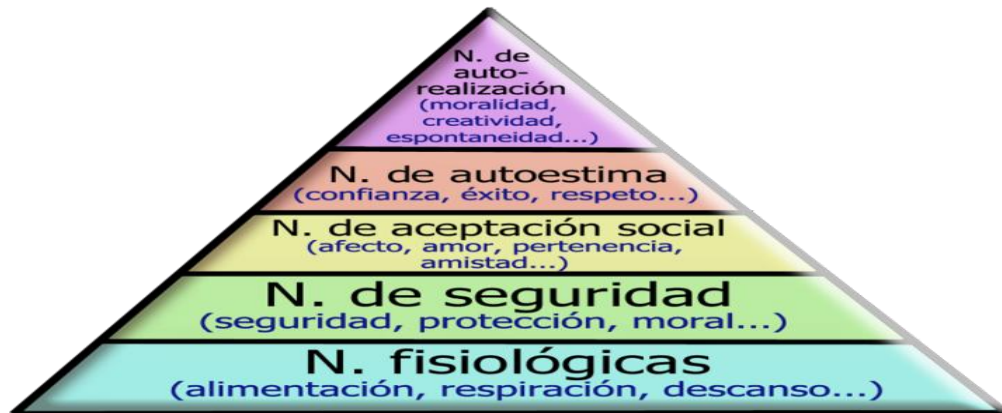 N. de
auto-
realización
(moralidad,
creatividad,
espontaneidad...)
N. de autoestima
(confianza, éxito, respeto...)
N. de aceptación social
(afecto, amor, pertenencia,
amistad...)
N. de seguridad
(seguridad, protección, moral...)
N. fisiológicas
(alimentación, respiración, descanso...)